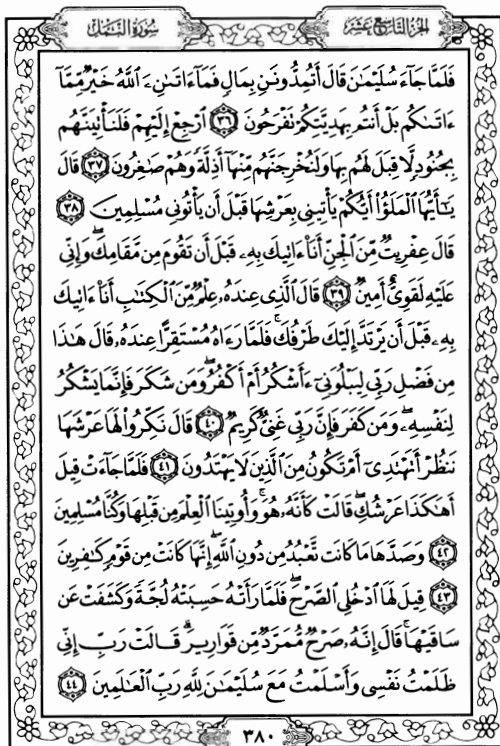 الجزء التاسع عشر
سورة النمل
فَلَمَّا جَآءَ سُلَيۡمَٰنَ قَالَ أَتُمِدُّونَنِ بِمَالٖ فَمَآ ءَاتَىٰنِۦَ ٱللَّهُ خَيۡرٞ مِّمَّآ
ءَاتَىٰكُمۚ بَلۡ أَنتُم بِهَدِيَّتِكُمۡ تَفۡرَحُونَ ٣٦ ٱرۡجِعۡ إِلَيۡهِمۡ فَلَنَأۡتِيَنَّهُم
بِجُنُودٖ لَّا قِبَلَ لَهُم بِهَا وَلَنُخۡرِجَنَّهُم مِّنۡهَآ أَذِلَّةٗ وَهُمۡ صَٰغِرُونَ ٣٧ قَالَ
يَٰٓأَيُّهَا ٱلۡمَلَؤُاْ أَيُّكُمۡ يَأۡتِينِي بِعَرۡشِهَا قَبۡلَ أَن يَأۡتُونِي مُسۡلِمِينَ ٣٨
قَالَ عِفۡرِيتٞ مِّنَ ٱلۡجِنِّ أَنَا۠ ءَاتِيكَ بِهِۦ قَبۡلَ أَن تَقُومَ مِن مَّقَامِكَۖ وَإِنِّي
عَلَيۡهِ لَقَوِيٌّ أَمِينٞ ٣٩ قَالَ ٱلَّذِي عِندَهُۥ عِلۡمٞ مِّنَ ٱلۡكِتَٰبِ أَنَا۠ ءَاتِيكَ
بِهِۦ قَبۡلَ أَن يَرۡتَدَّ إِلَيۡكَ طَرۡفُكَۚ فَلَمَّا رَءَاهُ مُسۡتَقِرًّا عِندَهُۥ قَالَ هَٰذَا
مِن فَضۡلِ رَبِّي لِيَبۡلُوَنِيٓ ءَأَشۡكُرُ أَمۡ أَكۡفُرُۖ وَمَن شَكَرَ فَإِنَّمَا يَشۡكُرُ
لِنَفۡسِهِۦۖ وَمَن كَفَرَ فَإِنَّ رَبِّي غَنِيّٞ كَرِيمٞ ٤٠ قَالَ نَكِّرُواْ لَهَا عَرۡشَهَا
نَنظُرۡ أَتَهۡتَدِيٓ أَمۡ تَكُونُ مِنَ ٱلَّذِينَ لَا يَهۡتَدُونَ ٤١ فَلَمَّا جَآءَتۡ قِيلَ
أَهَٰكَذَا عَرۡشُكِۖ قَالَتۡ كَأَنَّهُۥ هُوَۚ وَأُوتِينَا ٱلۡعِلۡمَ مِن قَبۡلِهَا وَكُنَّا مُسۡلِمِينَ
٤٢ وَصَدَّهَا مَا كَانَت تَّعۡبُدُ مِن دُونِ ٱللَّهِۖ إِنَّهَا كَانَتۡ مِن قَوۡمٖ كَٰفِرِينَ
٤٣ قِيلَ لَهَا ٱدۡخُلِي ٱلصَّرۡحَۖ فَلَمَّا رَأَتۡهُ حَسِبَتۡهُ لُجَّةٗ وَكَشَفَتۡ عَن
سَاقَيۡهَاۚ قَالَ إِنَّهُۥ صَرۡحٞ مُّمَرَّدٞ مِّن قَوَارِيرَۗ قَالَتۡ رَبِّ إِنِّي
ظَلَمۡتُ نَفۡسِي وَأَسۡلَمۡتُ مَعَ سُلَيۡمَٰنَ لِلَّهِ رَبِّ ٱلۡعَٰلَمِينَ ٤٤
٣٨٠